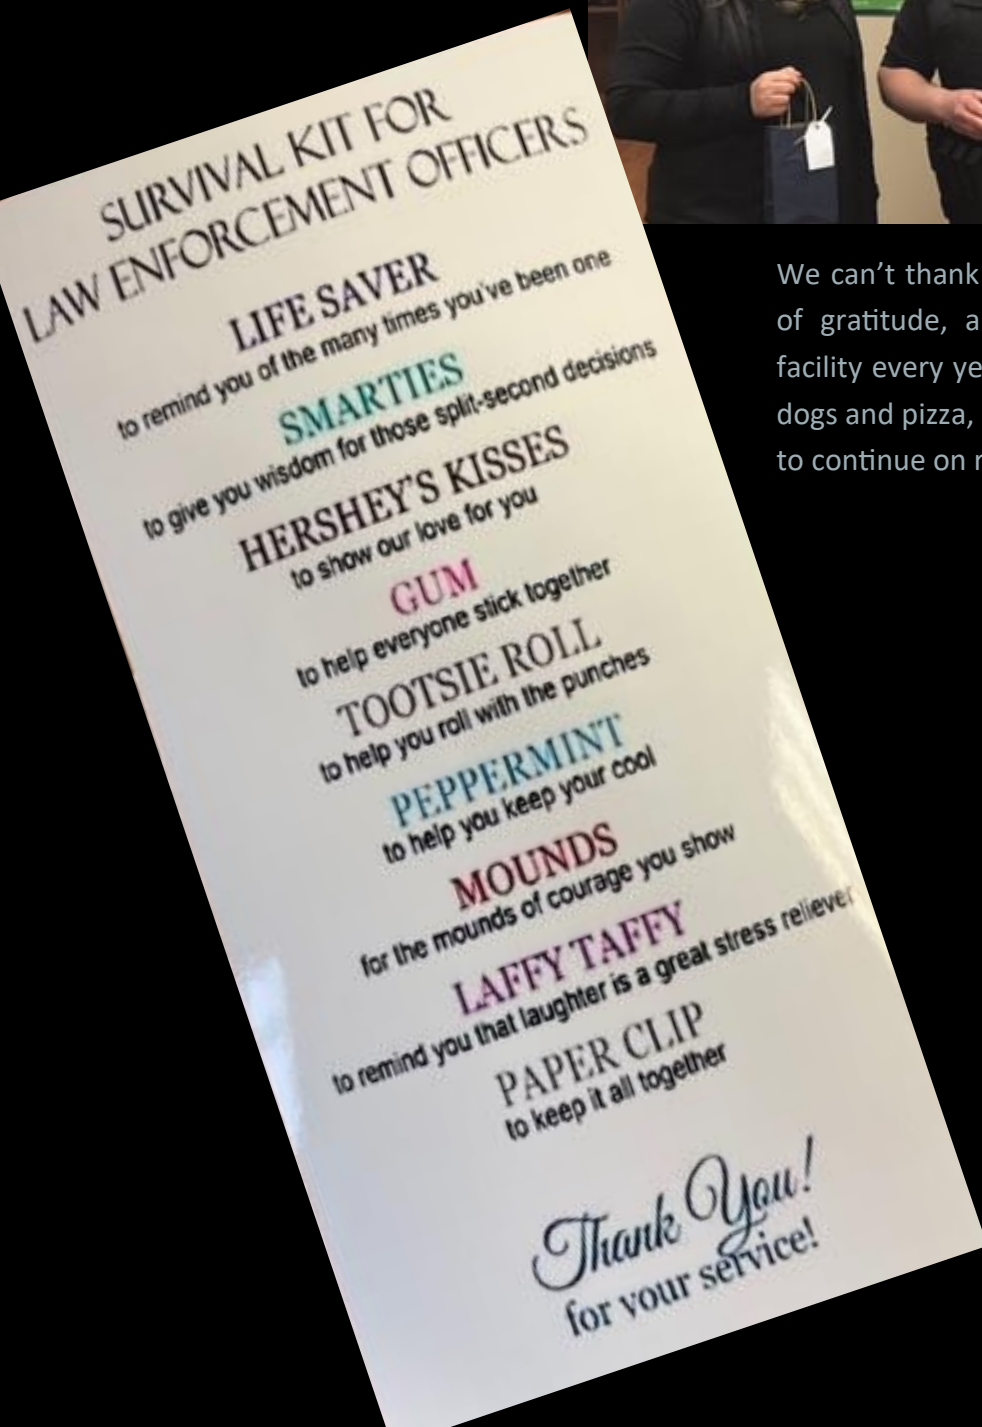 SURVIVAL KIT FOR
LAW ENFORCEMENT OFFICERS
LIFE SAVER
to remind you of the many times you've been one
SMARTIES
to give you wisdom for those split-second decisions
HERSHEY'S KISSES
to show our love for you
GUM
to help everyone stick together
TOOTSIE ROLL
to help you roll with the punches
PEPPERMINT
to help you keep your cool
MOUNDS
for the mounds of courage you show
LAFFY TAFFY
to remind you that laughter is a great stress reliever
PAPER CLIP
to keep it all together
Thank You!
for your service!
We can’t thank
of gratitude, a
facility every ye
dogs and pizza,
to continue on